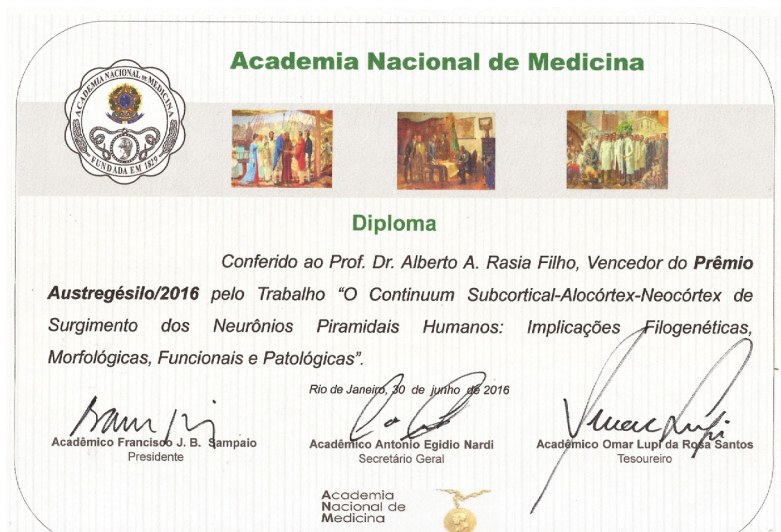 Academia Nacional de Medicina
ACADEMIA NACIONAL DE MEDICINA
FUNDADA EM 1829
Diploma
Conferido ao Prof. Dr. Alberto A. Rasia Filho, Vencedor do Prêmio
Austregésilo/2016 pelo Trabalho “O Continuum Subcortical-Alocórtex-Neocórtex de
Surgimento dos Neurônios Piramidais Humanos: Implicações Filogenéticas,
Morfológicas, Funcionais e Patológicas”.
Rio de Janeiro, 30 de junho de 2016
Acadêmico Francisco J. B. Sampaio
Presidente
Acadêmico Antônio Egidio Nardi
Secretário Geral
Acadêmico Omar Lupi da Rosa Santos
Tesoureiro
Academia
Nacional de
Medicina